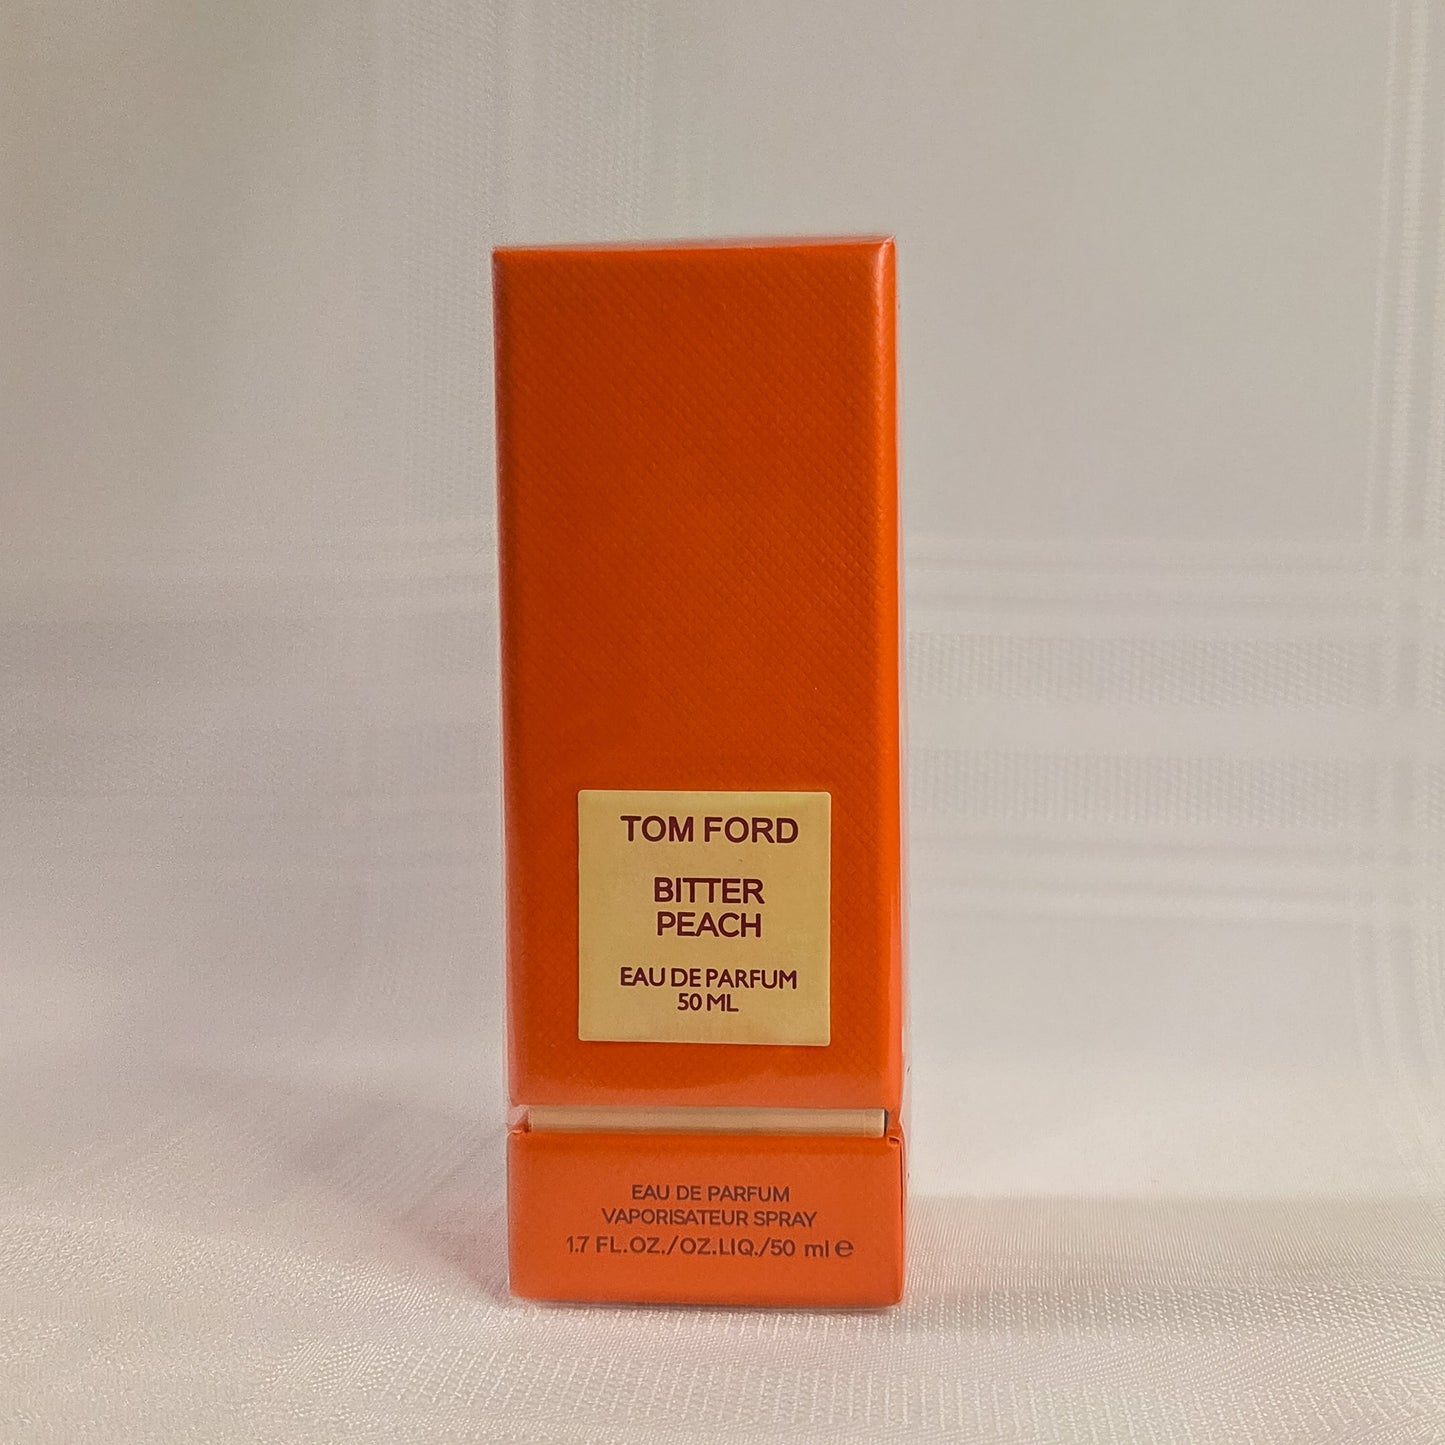 TOM FORD
BITTER
PEACH
EAU DE PARFUM
50 ML
EAU DE PARFUM
VAPORISATEUR SPRAY
1.7 FL.OZ./OZ.LIQ./50 ml ℮